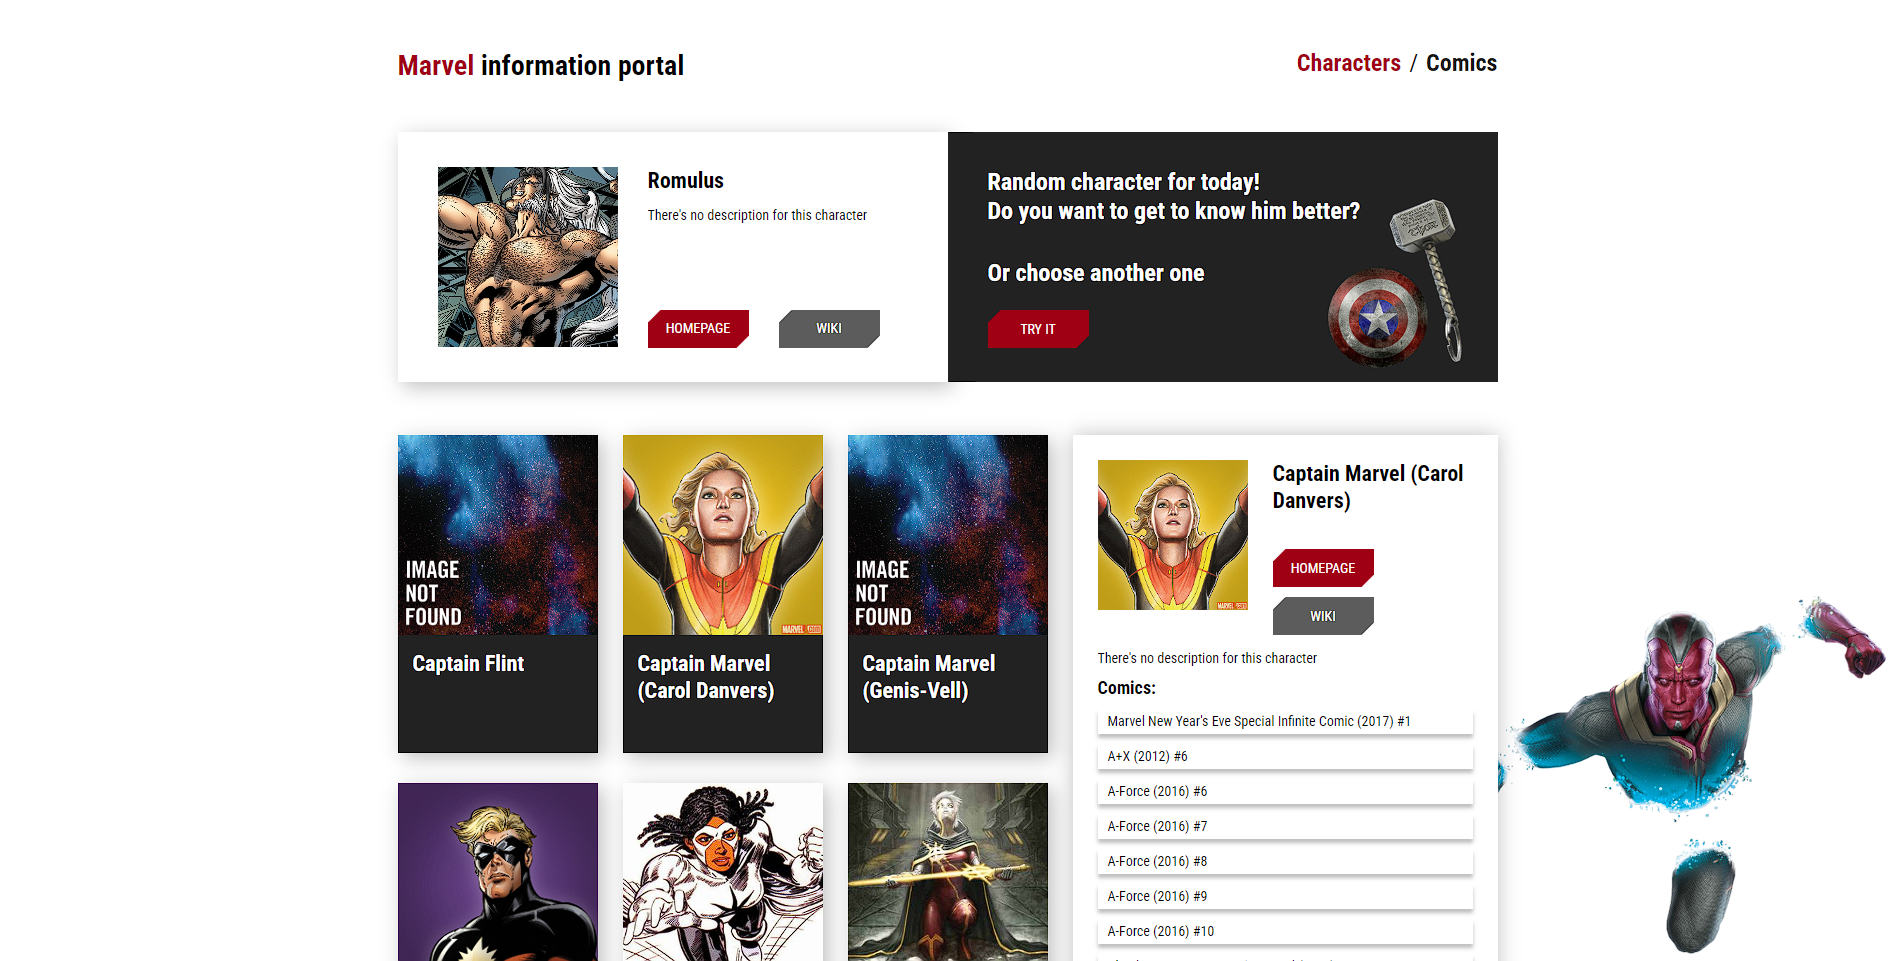 Marvel information portal
Characters / Comics
Romulus
There's no description for this character
HOMEPAGE
WIKI
Random character for today!
Do you want to get to know him better?
Or choose another one
TRY IT
IMAGE
NOT
FOUND
Captain Flint
MARVEL.COM
Captain Marvel
(Carol Danvers)
IMAGE
NOT
FOUND
Captain Marvel
(Genis-Vell)
MARVEL.COM
Captain Marvel (Carol
Danvers)
HOMEPAGE
WIKI
There's no description for this character
Comics:
Marvel New Year's Eve Special Infinite Comic (2017) #1
A+X (2012) #6
A-Force (2016) #6
A-Force (2016) #7
A-Force (2016) #8
A-Force (2016) #9
A-Force (2016) #10